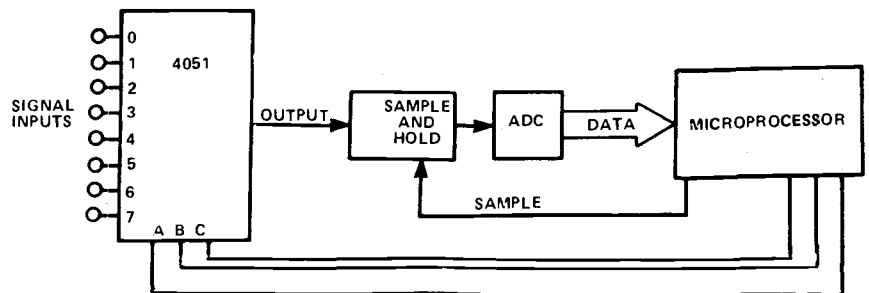 0
1
2
3
4
5
6
7
SIGNAL
INPUTS
4051
A B C
OUTPUT
SAMPLE
AND
HOLD
ADC
DATA
MICROPROCESSOR
SAMPLE